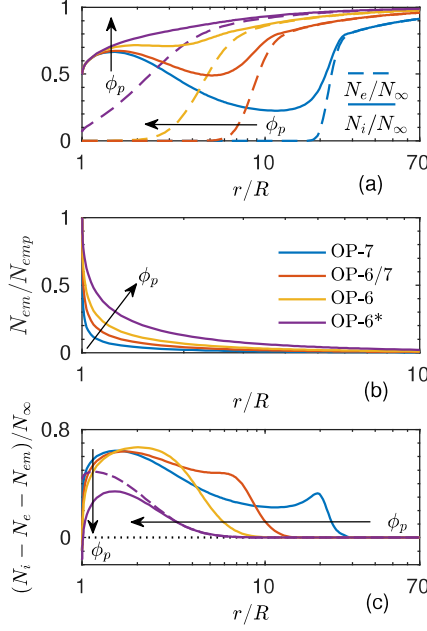 1
0.5
0
ϕ_p
ϕ_p
N_e/N_∞
N_i/N_∞
1 10 70
r/R
(a)
N_em/N_emp
1
0.5
0
ϕ_p
OP-7
OP-6/7
OP-6
OP-6*
1 10
r/R
(b)
(N_i − N_e − N_em)/N_∞
0.8
0
ϕ_p
ϕ_p
1 10 70
r/R
(c)